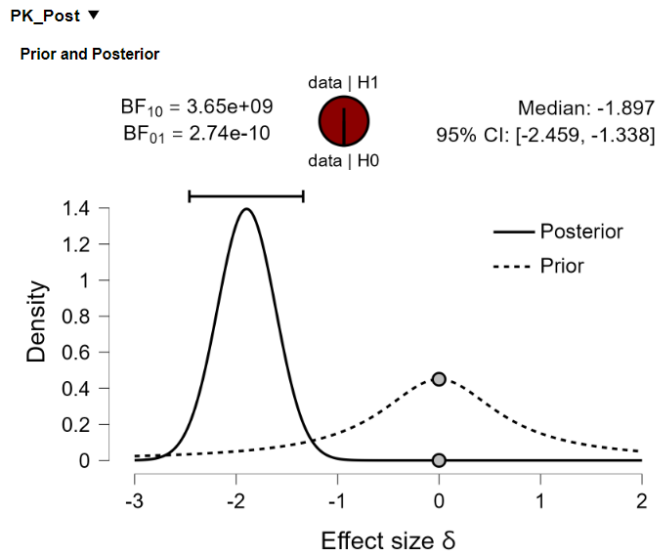 PK_Post ▼
Prior and Posterior
data | H1
BF₁₀ = 3.65e+09
BF₀₁ = 2.74e-10
Median: -1.897
95% CI: [-2.459, -1.338]
data | H0
1.4
1.2
1
0.8
0.6
0.4
0.2
0
Density
Posterior
Prior
-3
-2
-1
0
1
2
Effect size δ